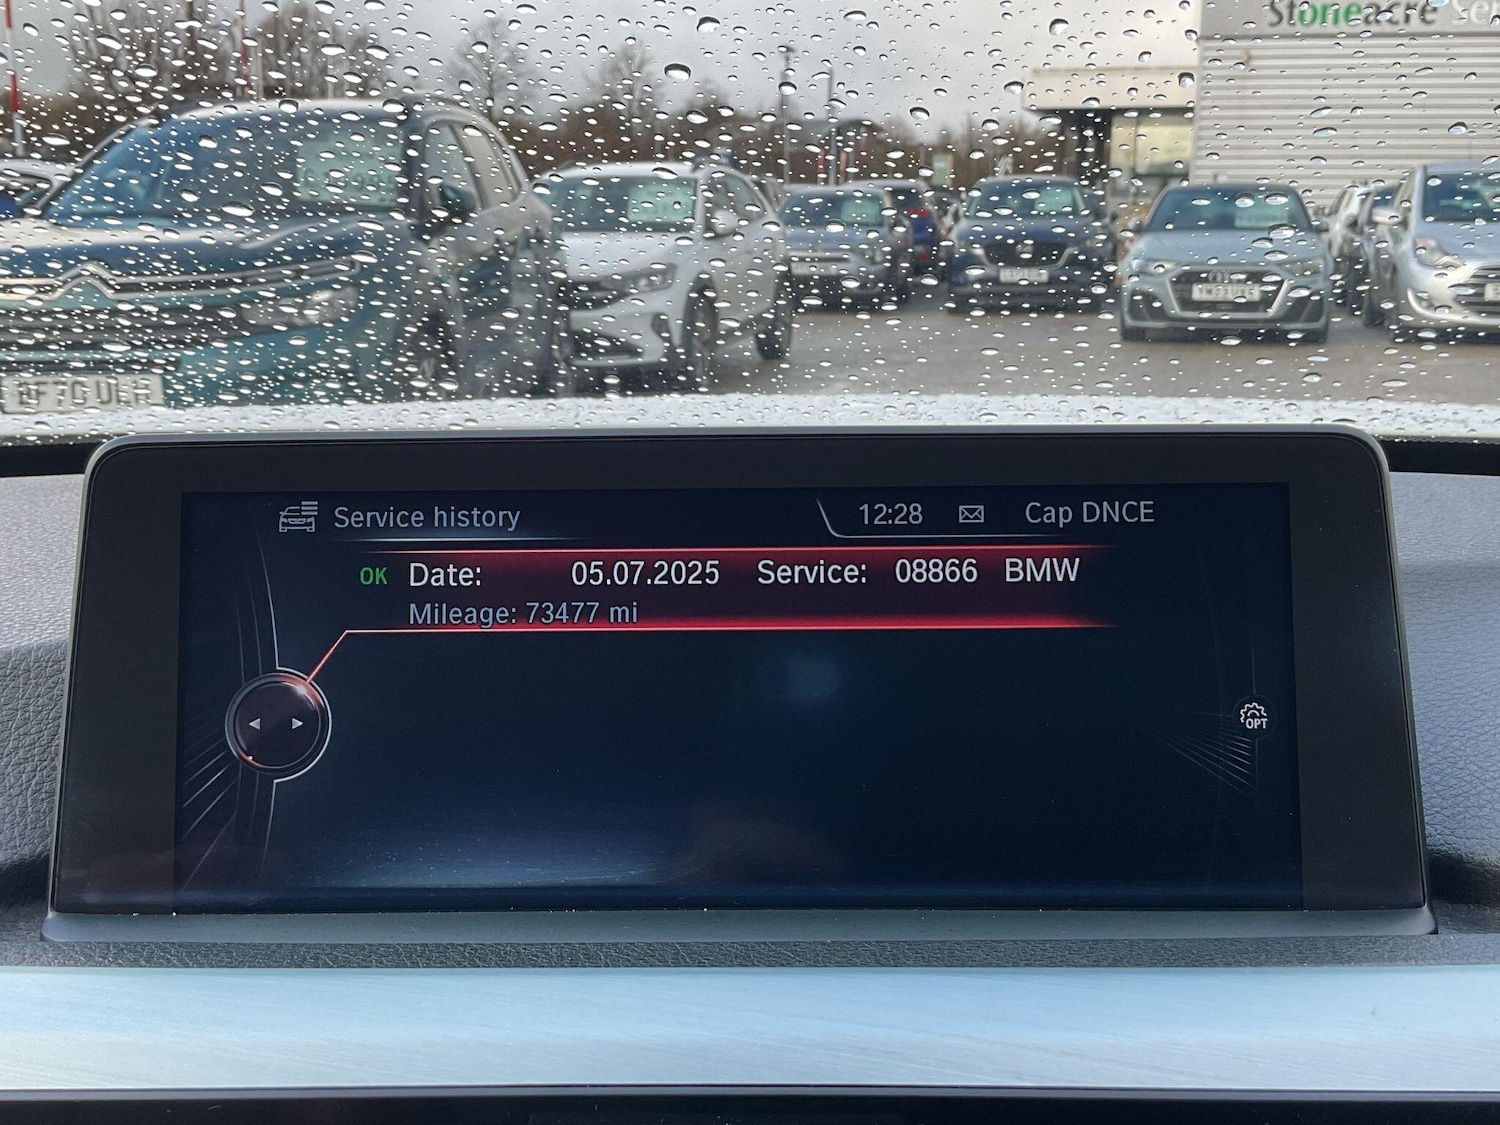 Stoneacre
Service history
12:28
Cap DNCE
OK Date: 05.07.2025 Service: 08866 BMW
Mileage: 73477 mi
OPT